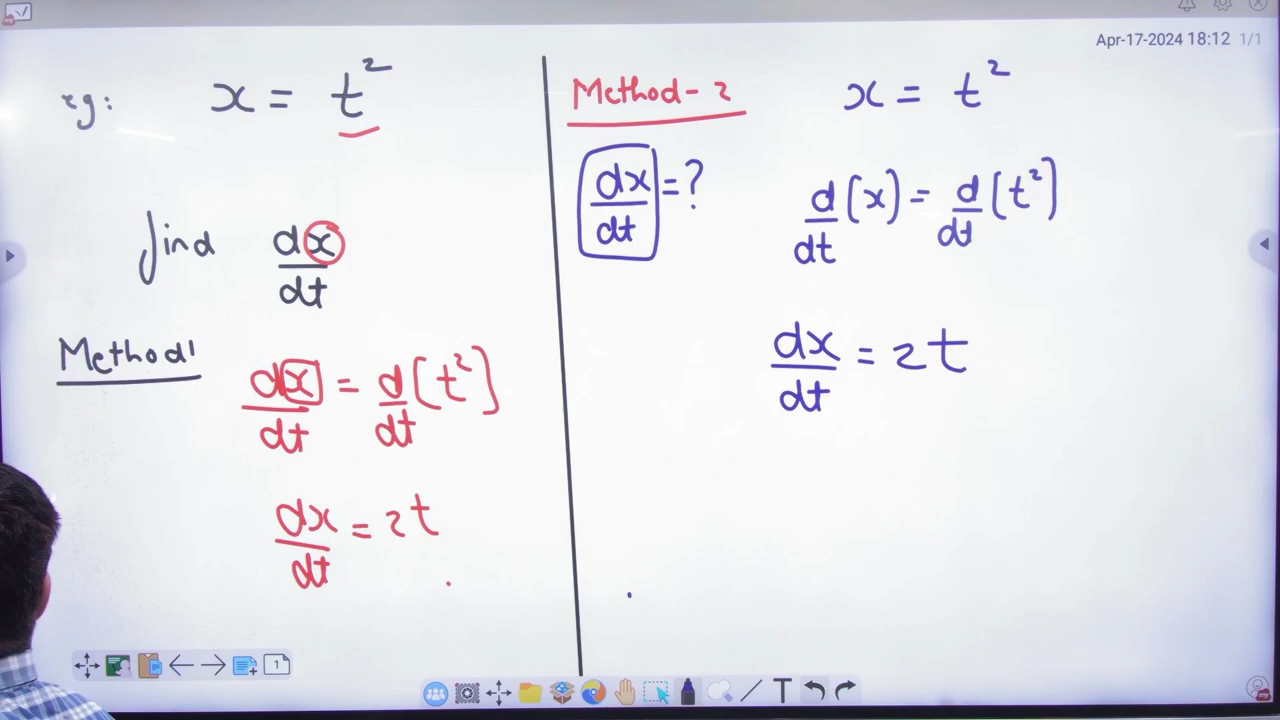 Apr-17-2024 18:12 1/1
eg: x = t²
find dx/dt
Method 1
dx/dt = d/dt [t²]
dx/dt = 2t
Method - 2
x = t²
dx/dt = ?
d/dt (x) = d/dt (t²)
dx/dt = 2t
1
T